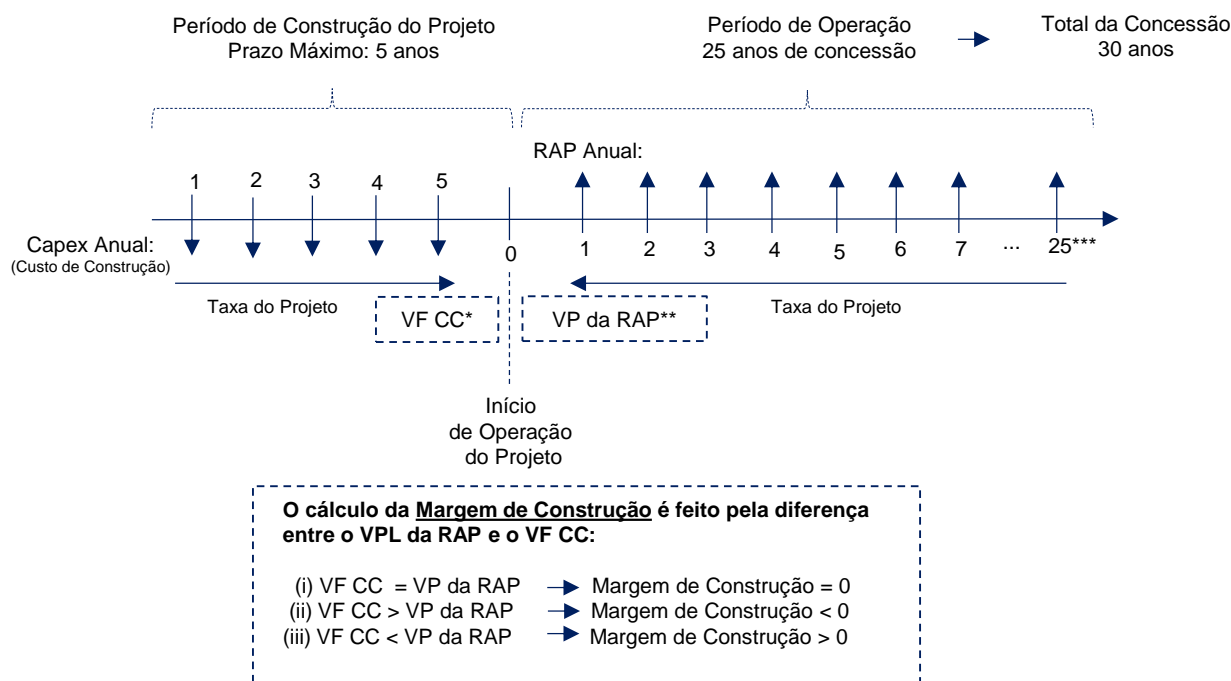 Período de Construção do Projeto
Prazo Máximo: 5 anos
Período de Operação
25 anos de concessão
Total da Concessão
30 anos
RAP Anual:
1 2 3 4 5
Capex Anual:
(Custo de Construção)
0 1 2 3 4 5 6 7 ... 25***
Taxa do Projeto
VF CC*
VP da RAP**
Taxa do Projeto
Início
de Operação
do Projeto
O cálculo da Margem de Construção é feito pela diferença
entre o VPL da RAP e o VF CC:
(i) VF CC = VP da RAP Margem de Construção = 0
(ii) VF CC > VP da RAP Margem de Construção < 0
(iii) VF CC < VP da RAP Margem de Construção > 0